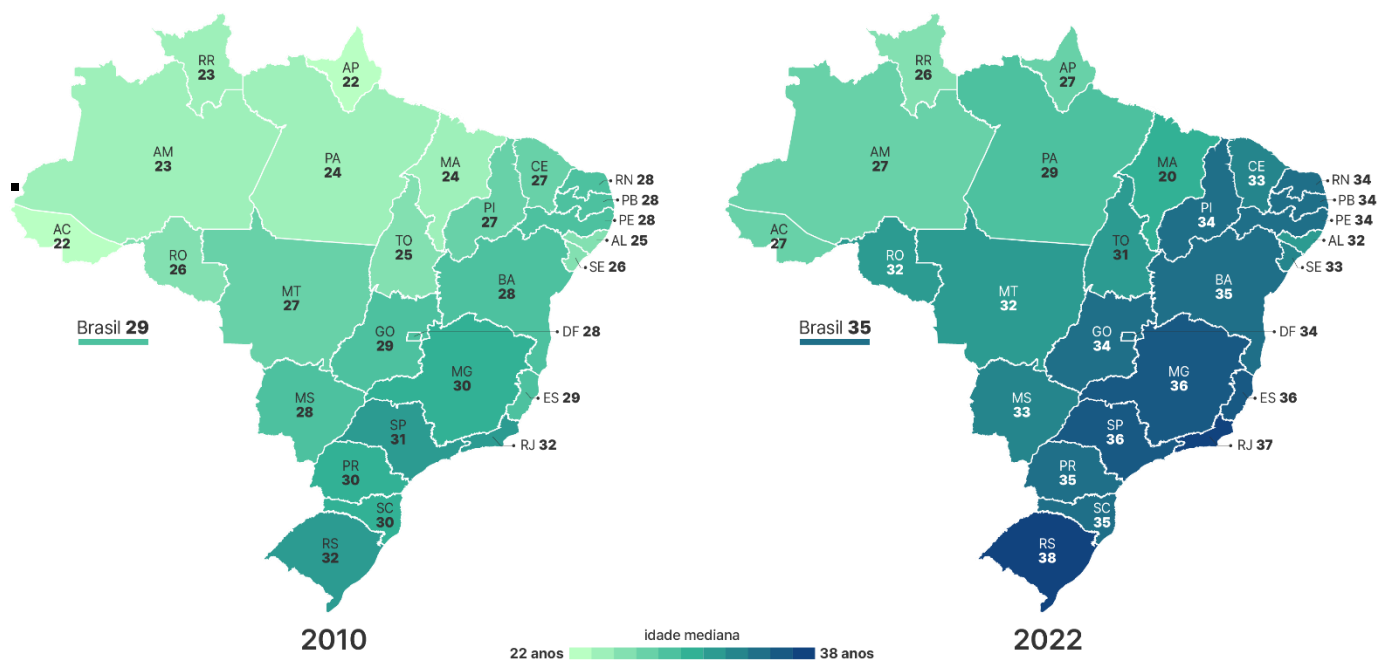 RR
23
AP
22
AM
23
PA
24
MA
24
CE
27
RN 28
PB 28
PE 28
AL 25
SE 26
PI
27
AC
22
RO
26
TO
25
MT
27
BA
28
Brasil 29
GO
29
DF 28
MG
30
ES 29
MS
28
SP
31
RJ 32
PR
30
SC
30
RS
32
2010
RR
26
AP
27
AM
27
PA
29
MA
20
CE
33
RN 34
PB 34
PE 34
AL 32
SE 33
PI
34
AC
27
RO
32
TO
31
MT
32
BA
35
Brasil 35
GO
34
DF 34
MG
36
ES 36
MS
33
SP
36
RJ 37
PR
35
SC
35
RS
38
2022
idade mediana
22 anos
38 anos